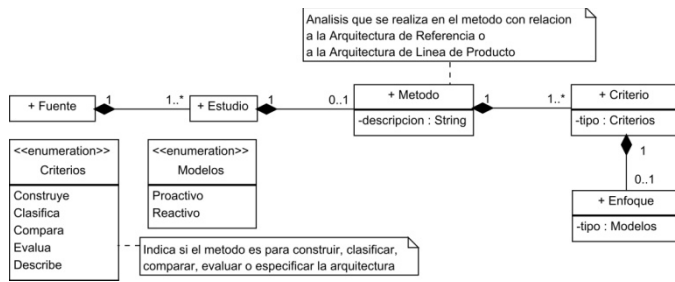 Analisis que se realiza en el metodo con relacion
a la Arquitectura de Referencia o
a la Arquitectura de Linea de Producto
+ Fuente
1
1..*
+ Estudio
1
0..1
+ Metodo
-descripcion : String
1
1..*
+ Criterio
-tipo : Criterios
1
0..1
+ Enfoque
-tipo : Modelos
<<enumeration>>
Criterios
Construye
Clasifica
Compara
Evalua
Describe
<<enumeration>>
Modelos
Proactivo
Reactivo
Indica si el metodo es para construir, clasificar,
comparar, evaluar o especificar la arquitectura